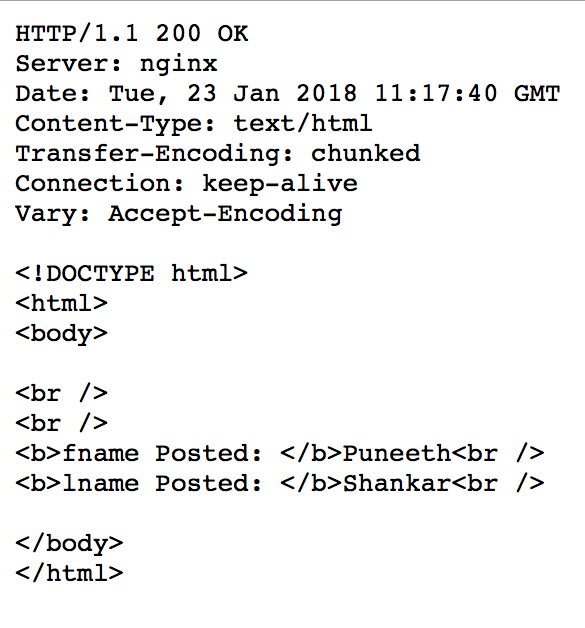 HTTP/1.1 200 OK
Server: nginx
Date: Tue, 23 Jan 2018 11:17:40 GMT
Content-Type: text/html
Transfer-Encoding: chunked
Connection: keep-alive
Vary: Accept-Encoding
<!DOCTYPE html>
<html>
<body>
<br />
<br />
<b>fname Posted: </b>Puneeth<br />
<b>lname Posted: </b>Shankar<br />
</body>
</html>